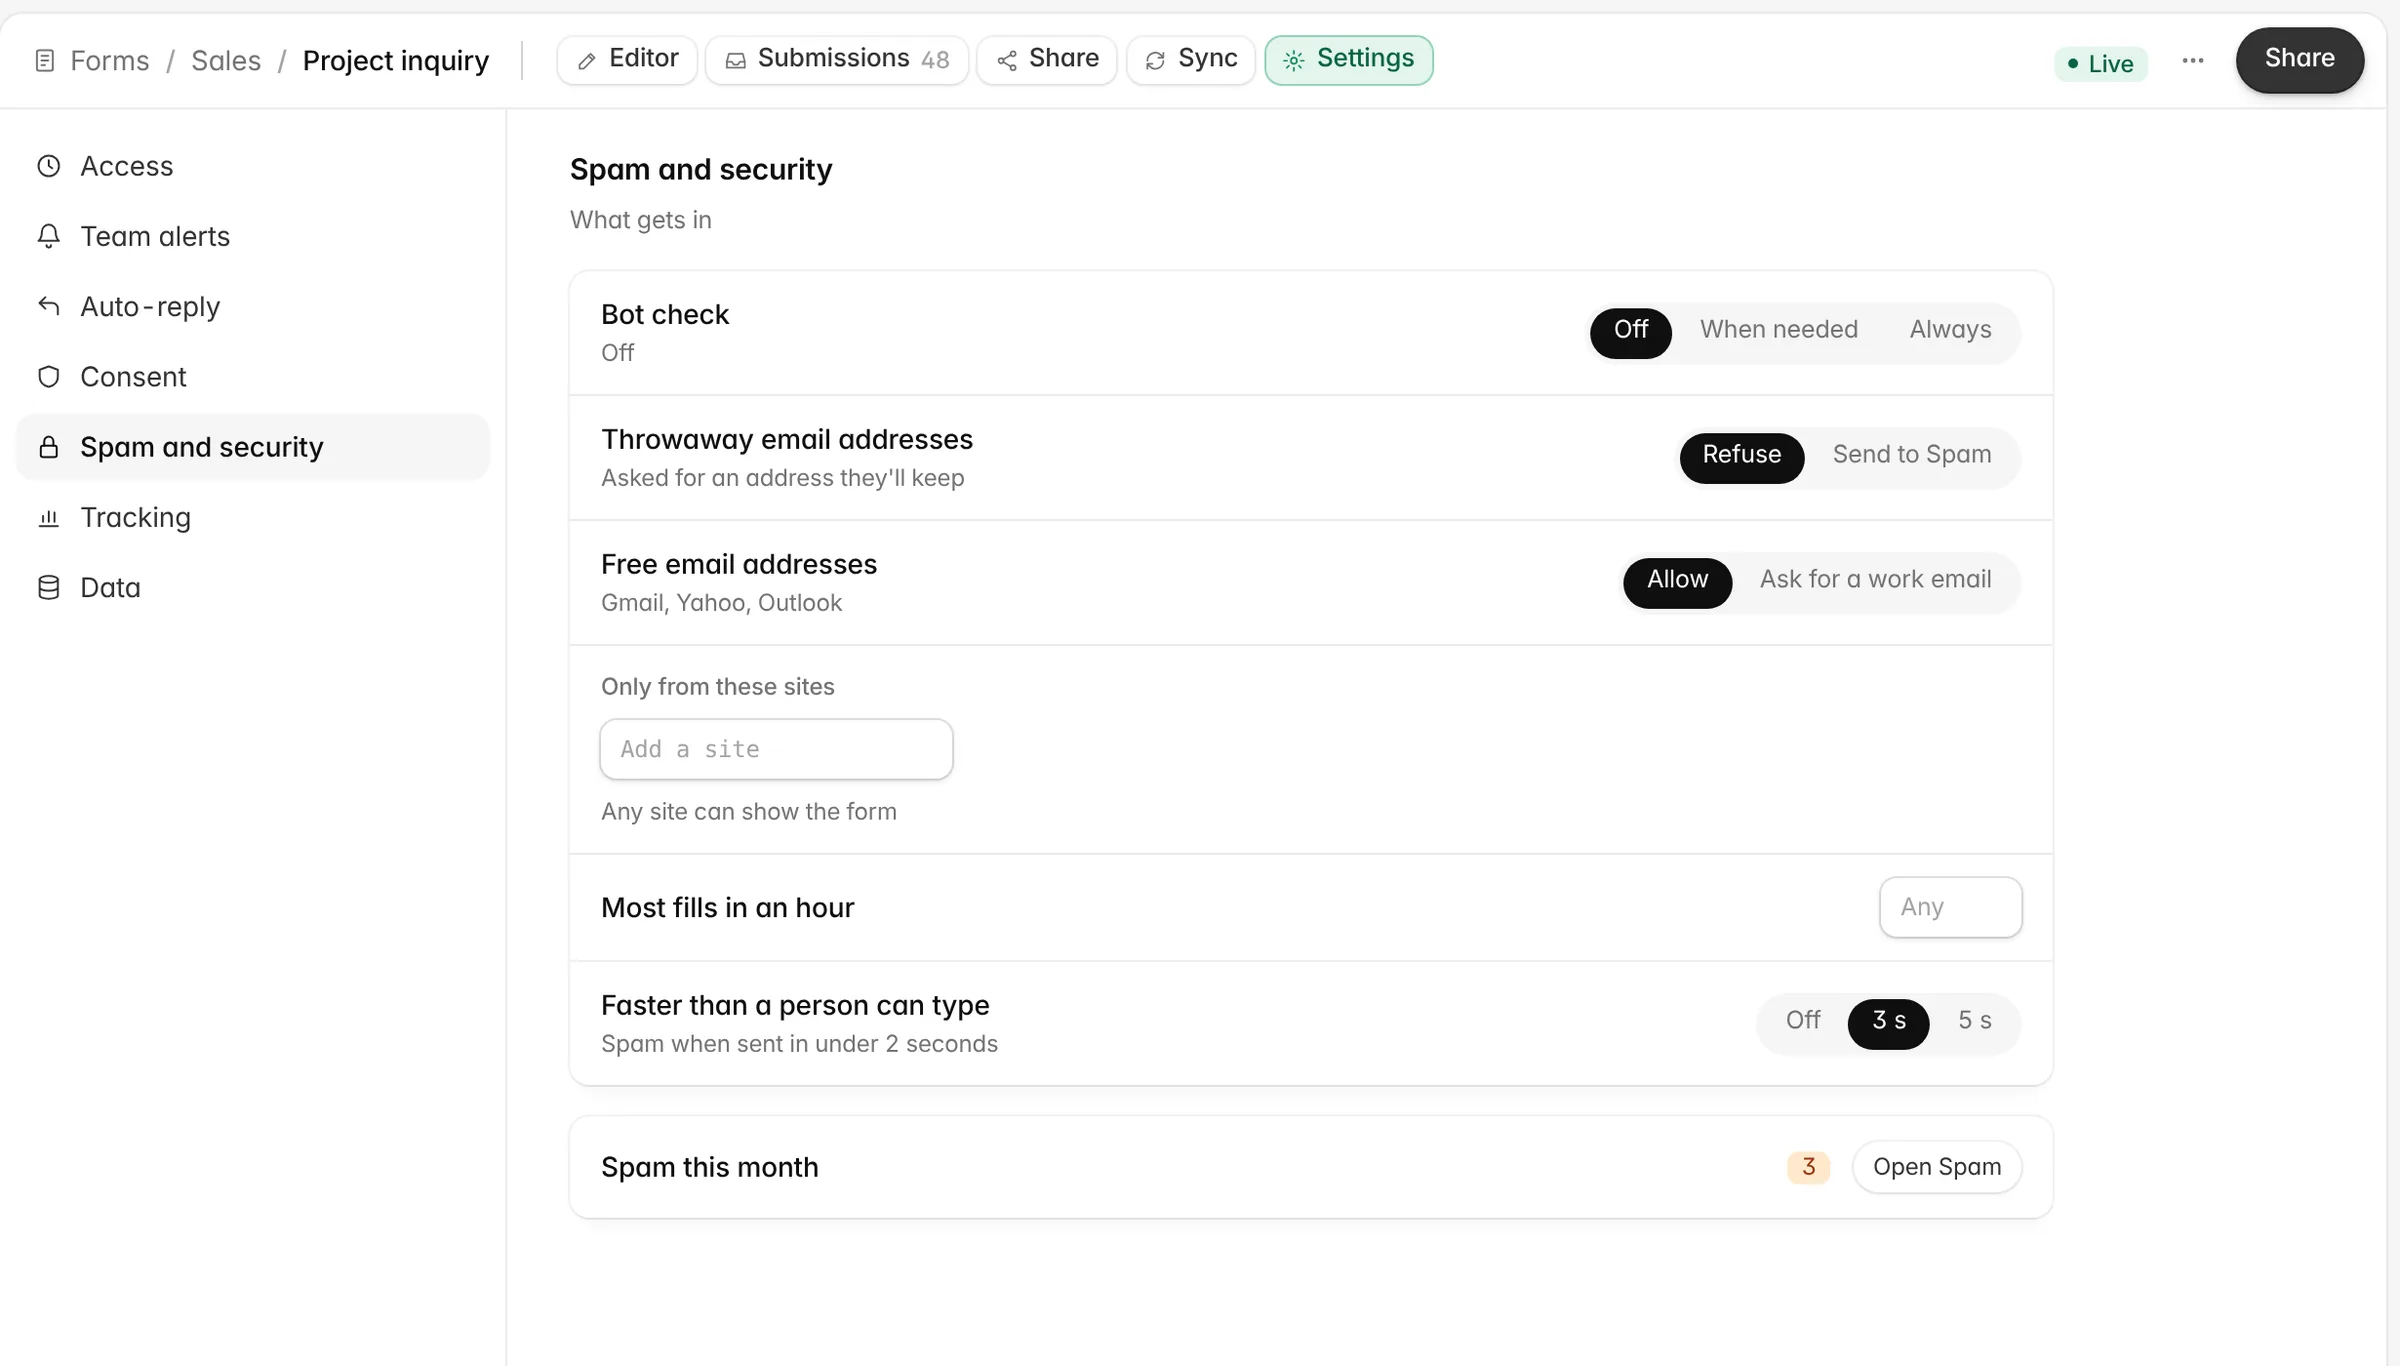 Forms / Sales / Project inquiry
Editor
Submissions 48
Share
Sync
Settings
Live
Share
Access
Team alerts
Auto-reply
Consent
Spam and security
Tracking
Data
Spam and security
What gets in
Bot check
Off
Off When needed Always
Throwaway email addresses
Asked for an address they'll keep
Refuse Send to Spam
Free email addresses
Gmail, Yahoo, Outlook
Allow Ask for a work email
Only from these sites
Add a site
Any site can show the form
Most fills in an hour
Any
Faster than a person can type
Spam when sent in under 2 seconds
Off 3 s 5 s
Spam this month
3
Open Spam